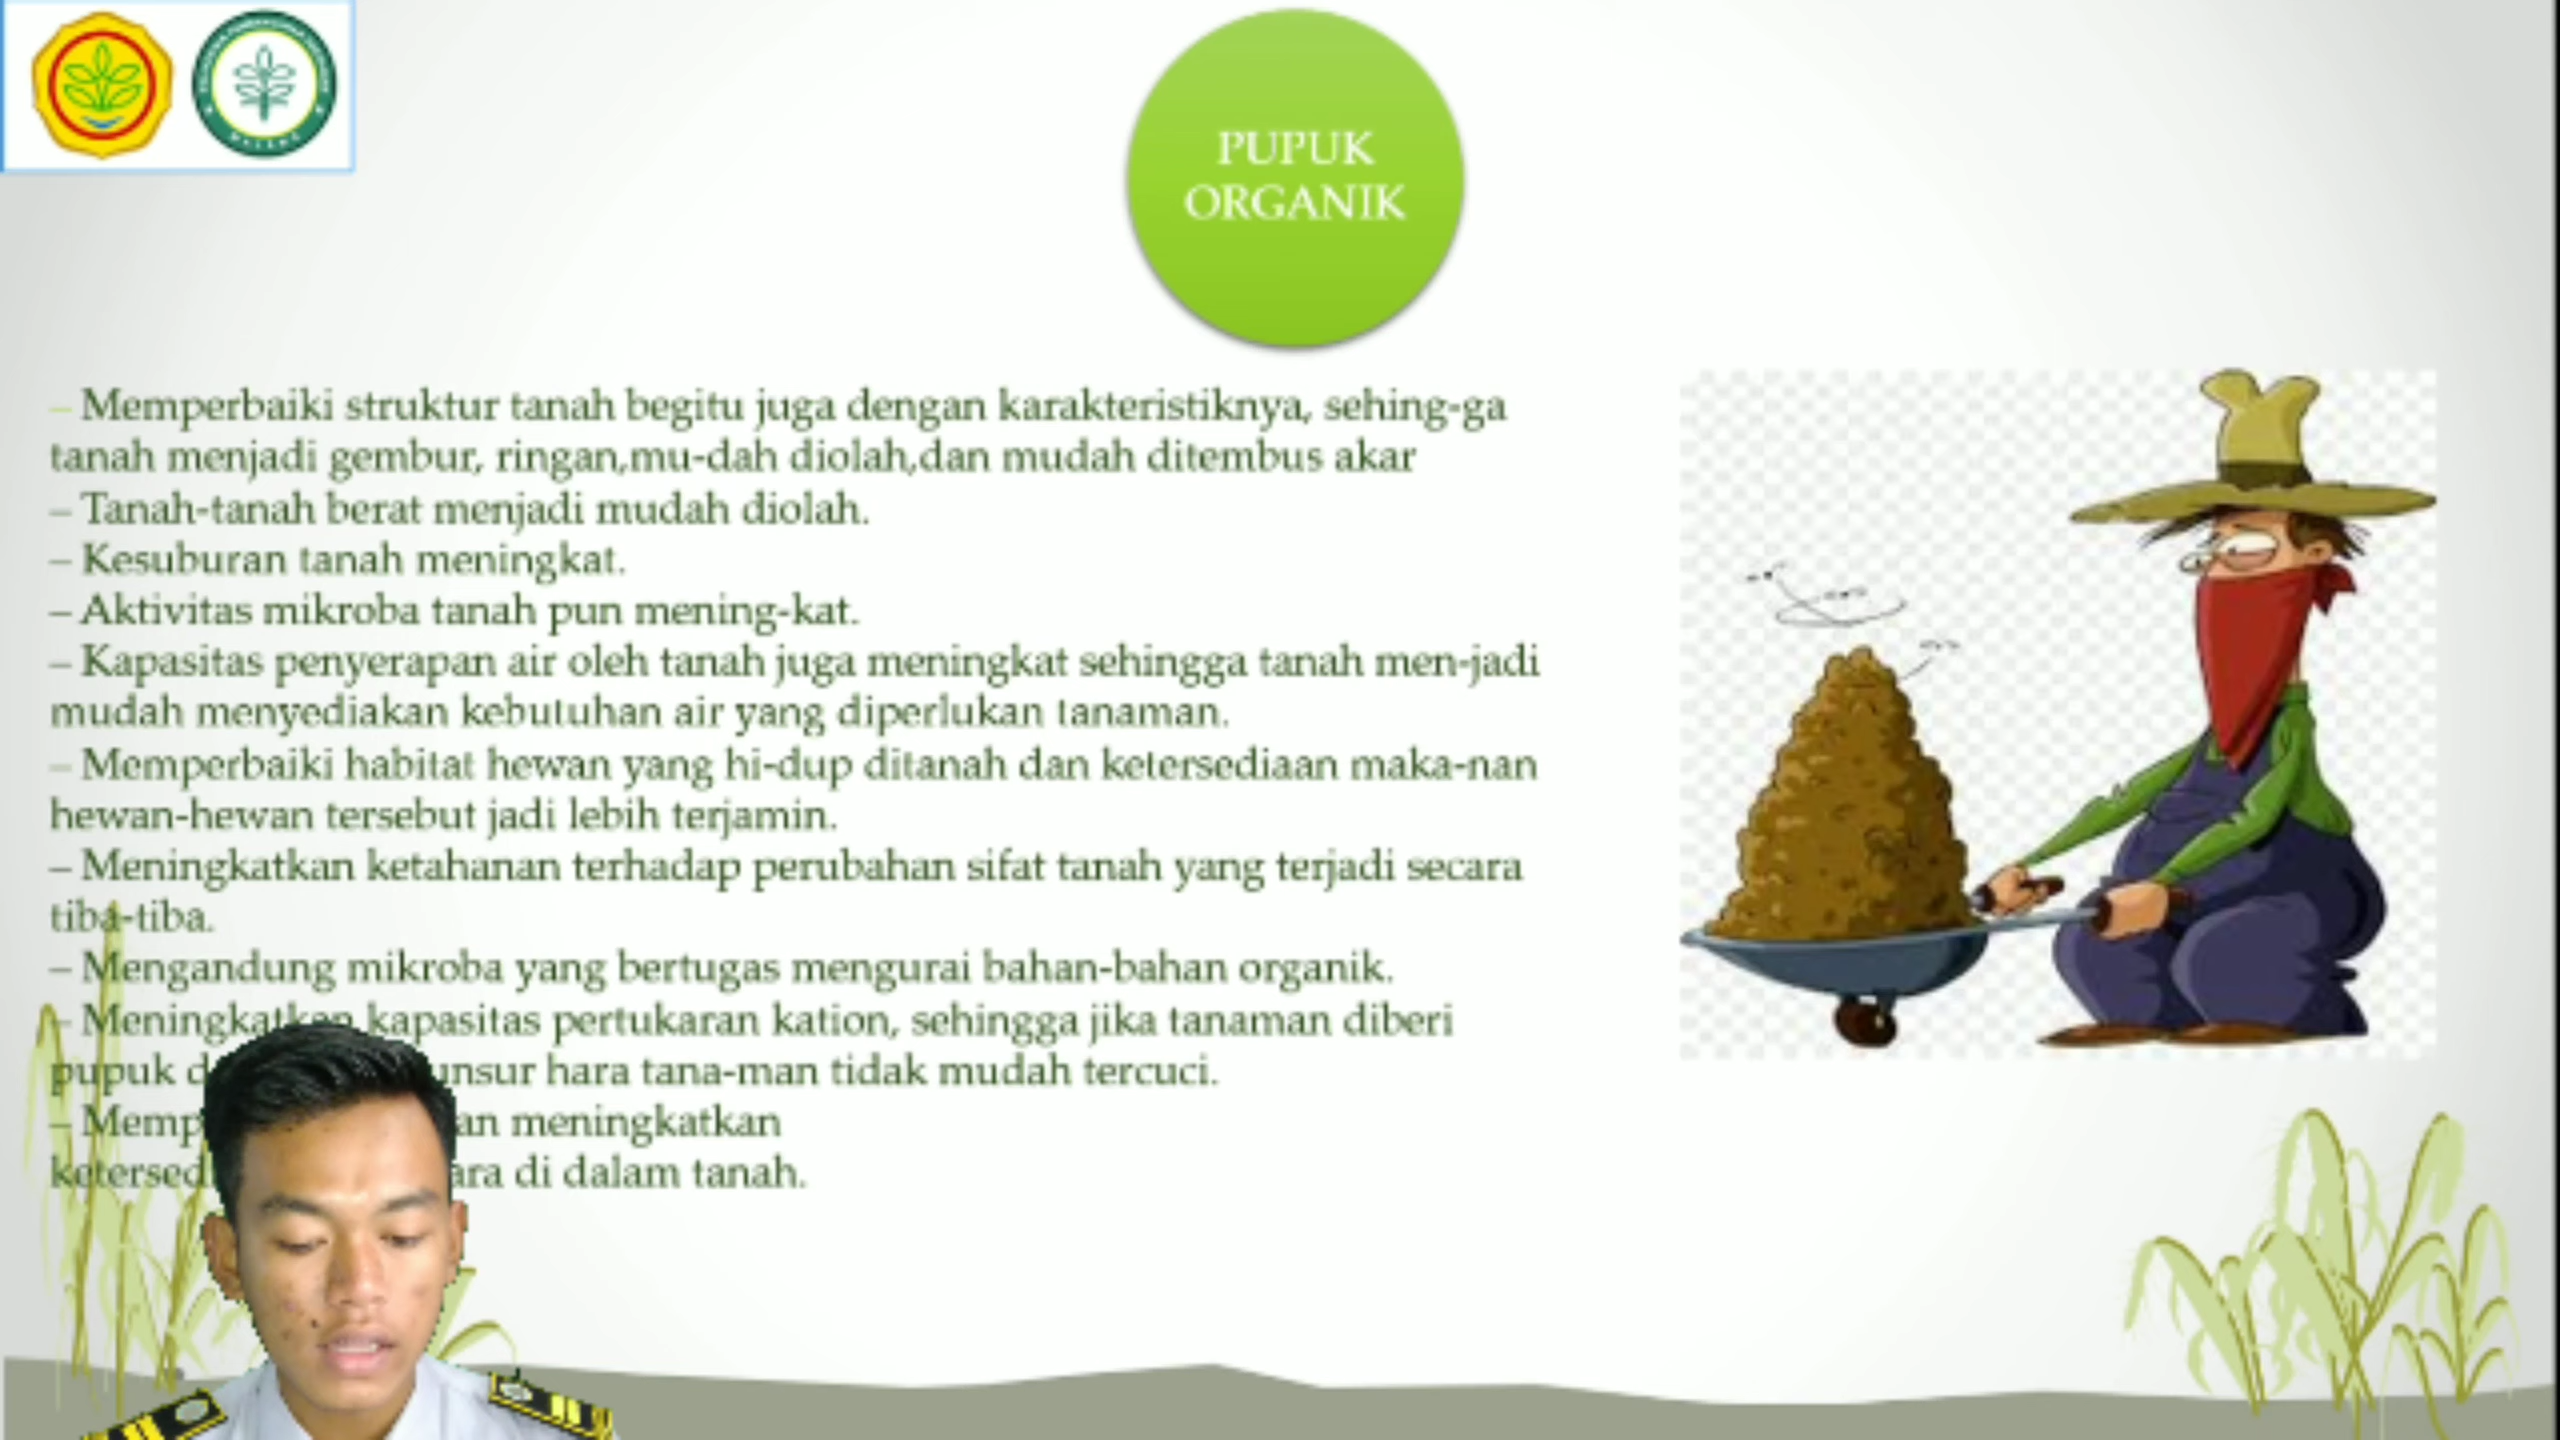 PUPUK
ORGANIK
– Memperbaiki struktur tanah begitu juga dengan karakteristiknya, sehing-ga
tanah menjadi gembur, ringan,mu-dah diolah,dan mudah ditembus akar
– Tanah-tanah berat menjadi mudah diolah.
– Kesuburan tanah meningkat.
– Aktivitas mikroba tanah pun mening-kat.
– Kapasitas penyerapan air oleh tanah juga meningkat sehingga tanah men-jadi
mudah menyediakan kebutuhan air yang diperlukan tanaman.
– Memperbaiki habitat hewan yang hi-dup ditanah dan ketersediaan maka-nan
hewan-hewan tersebut jadi lebih terjamin.
– Meningkatkan ketahanan terhadap perubahan sifat tanah yang terjadi secara
tiba-tiba.
– Mengandung mikroba yang bertugas mengurai bahan-bahan organik.
– Meningkatkan kapasitas pertukaran kation, sehingga jika tanaman diberi
pupuk unsur hara tana-man tidak mudah tercuci.
– meningkatkan
di dalam tanah.